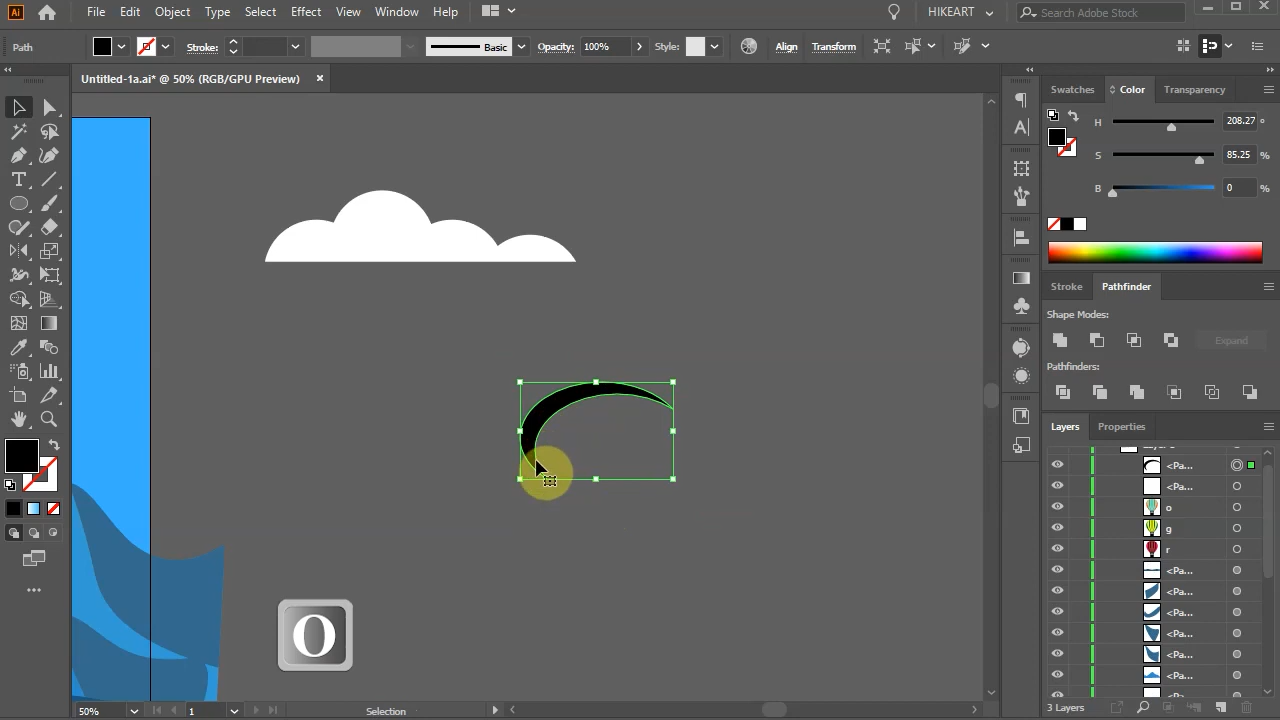 Ai File Edit Object Type Select Effect View Window Help HIKEART Search Adobe Stock
Path Stroke: Basic Opacity: 100% Style: Align Transform
Untitled-1a.ai* @ 50% (RGB/GPU Preview) ×
Swatches Color Transparency
H 208.27 °
S 85.25 %
B 0 %
Stroke Pathfinder
Shape Modes:
Expand
Pathfinders:
Layers Properties
<Pa...
<Pa...
o
g
r
<Pa...
<Pa...
<Pa...
<Pa...
<Pa...
<Pa...
O
3 Layers
50% 1 Selection